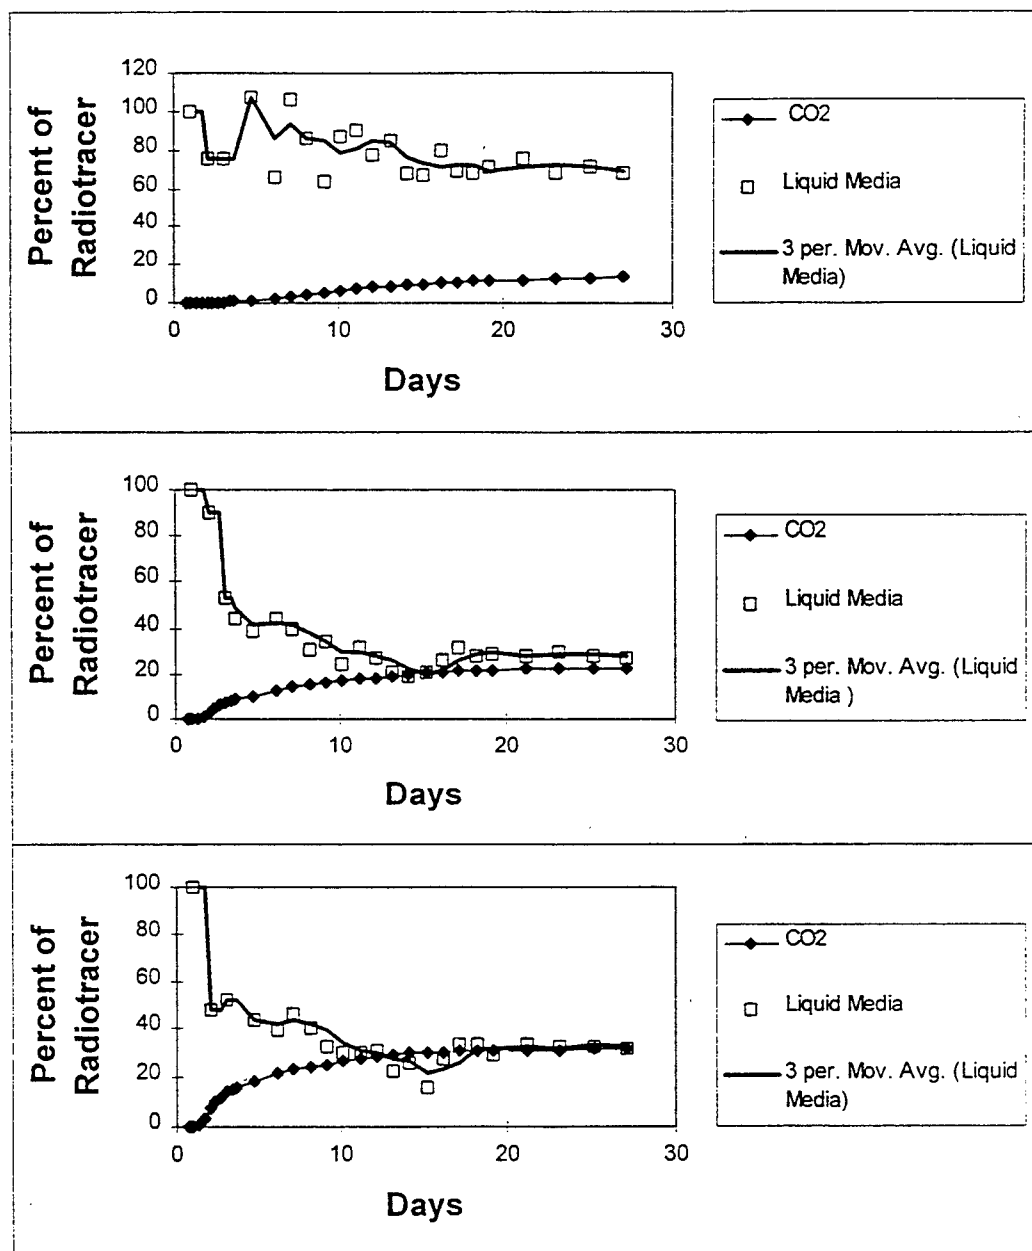 Percent of
Radiotracer
120
100
80
60
40
20
0
0 10 20 30
Days
CO2
Liquid Media
3 per. Mov. Avg. (Liquid
Media)
Percent of
Radiotracer
100
80
60
40
20
0
0 10 20 30
Days
CO2
Liquid Media
3 per. Mov. Avg. (Liquid
Media )
Percent of
Radiotracer
100
80
60
40
20
0
0 10 20 30
Days
CO2
Liquid Media
3 per. Mov. Avg. (Liquid
Media)